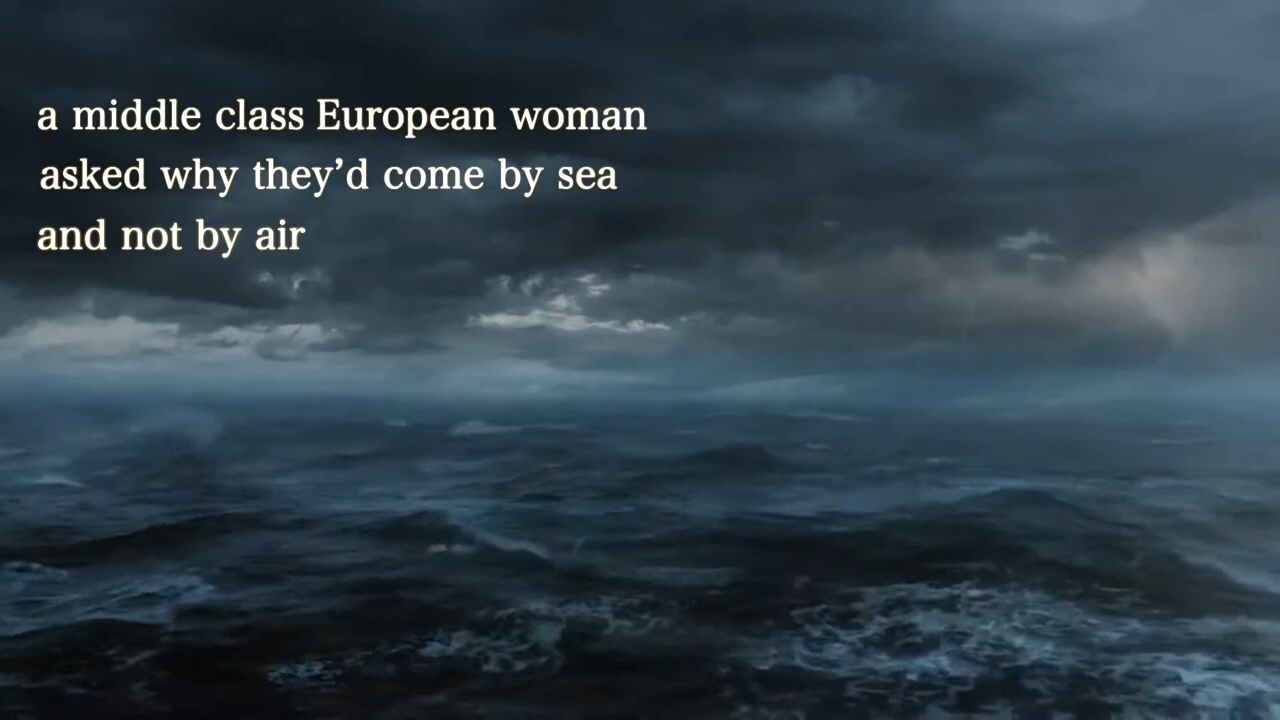 a middle class European woman
asked why they’d come by sea
and not by air